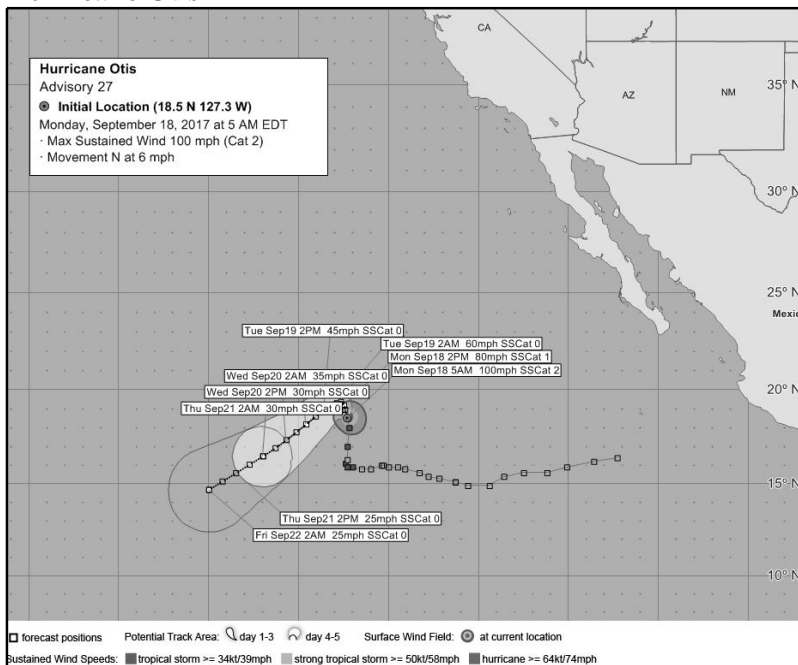 Hurricane Otis
Advisory 27
Initial Location (18.5 N 127.3 W)
Monday, September 18, 2017 at 5 AM EDT
· Max Sustained Wind 100 mph (Cat 2)
· Movement N at 6 mph
CA
AZ
NM
35° N
30° N
25° N
Mexic
20° N
15° N
10° N
Tue Sep19 2PM 45mph SSCat 0
Tue Sep19 2AM 60mph SSCat 0
Mon Sep18 2PM 80mph SSCat 1
Mon Sep18 5AM 100mph SSCat 2
Wed Sep20 2AM 35mph SSCat 0
Wed Sep20 2PM 30mph SSCat 0
Thu Sep21 2AM 30mph SSCat 0
Thu Sep21 2PM 25mph SSCat 0
Fri Sep22 2AM 25mph SSCat 0
forecast positions Potential Track Area: day 1-3 day 4-5 Surface Wind Field: at current location
Sustained Wind Speeds: tropical storm >= 34kt/39mph strong tropical storm >= 50kt/58mph hurricane >= 64kt/74mph